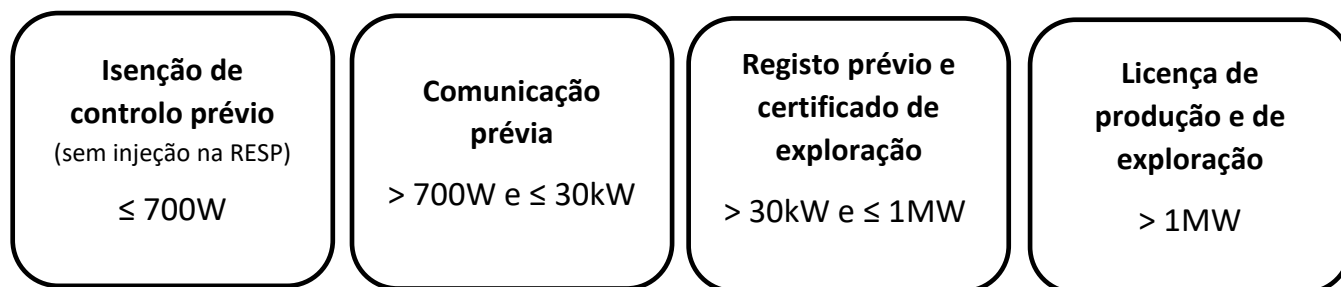 Isenção de
controlo prévio
(sem injeção na RESP)
≤ 700W
Comunicação
prévia
> 700W e ≤ 30kW
Registo prévio e
certificado de
exploração
> 30kW e ≤ 1MW
Licença de
produção e de
exploração
> 1MW